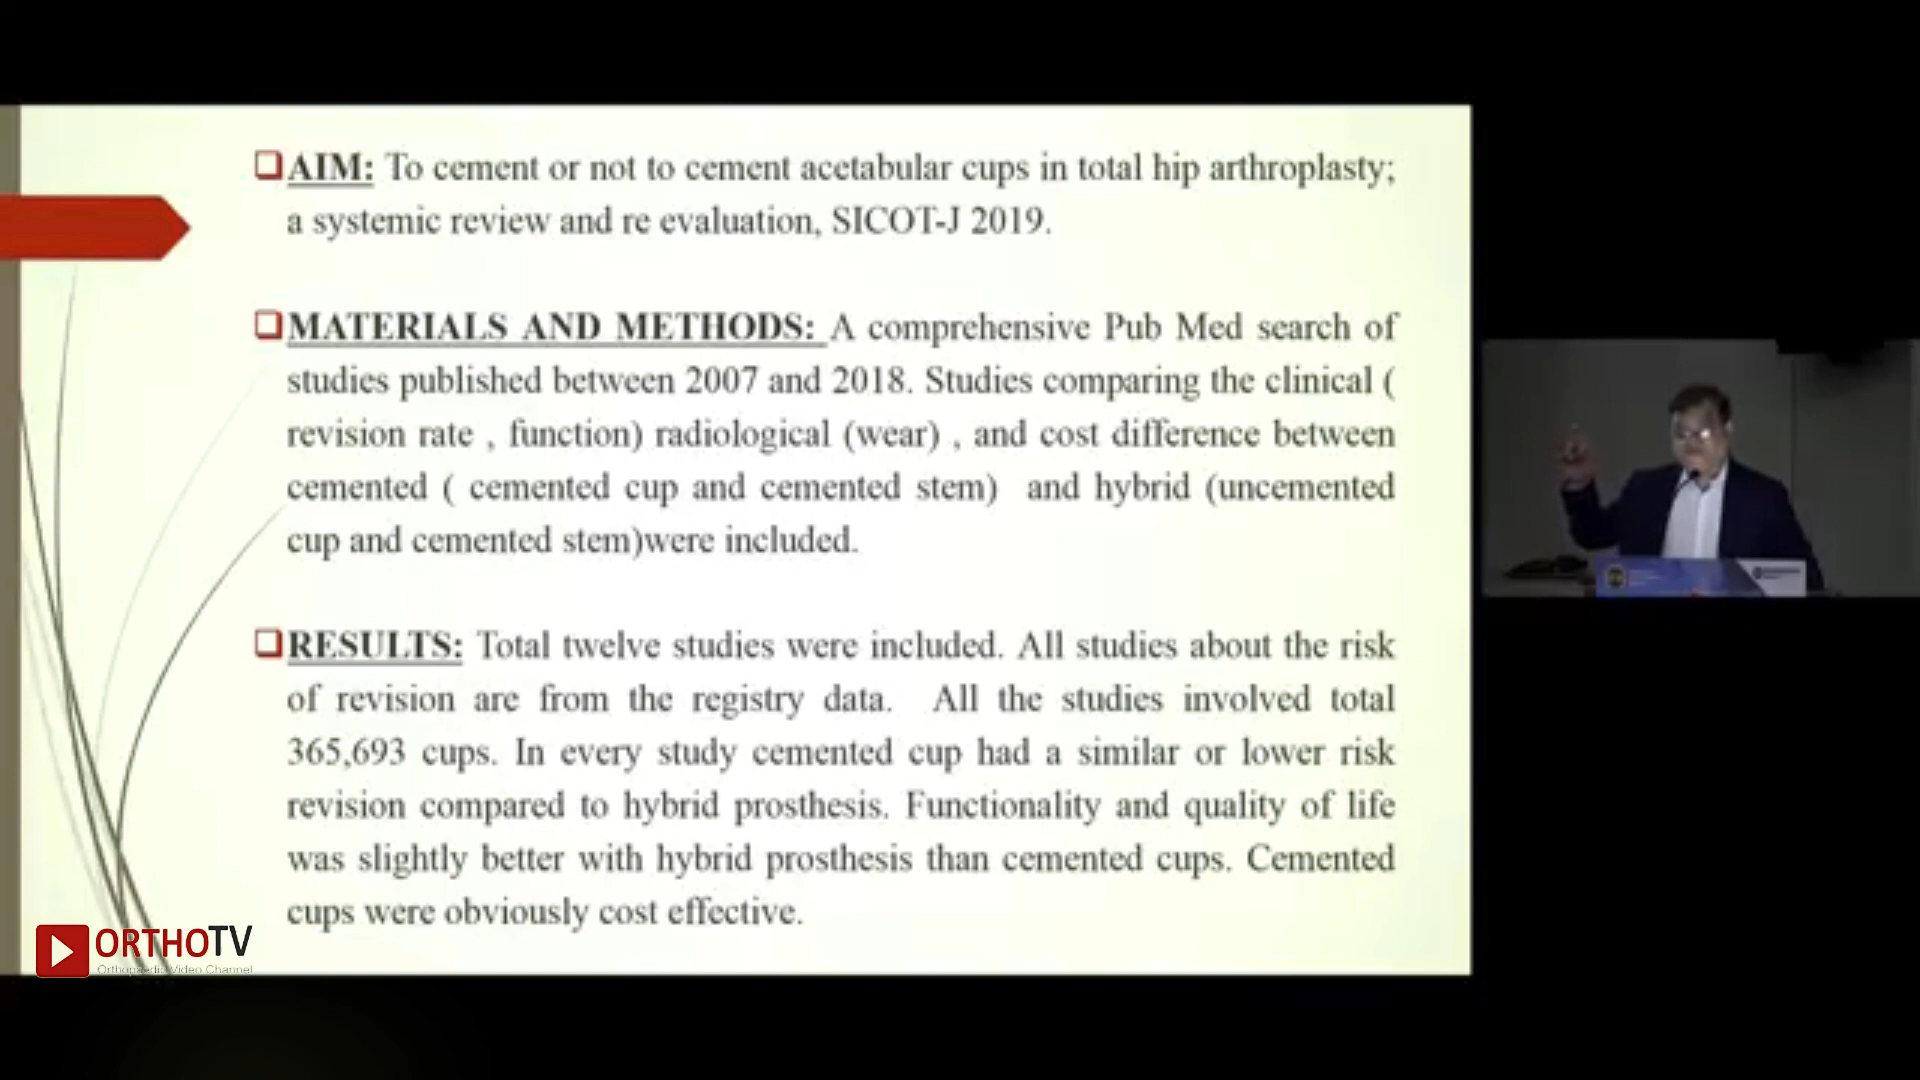 AIM: To cement or not to cement acetabular cups in total hip arthroplasty;
a systemic review and re evaluation, SICOT-J 2019.
MATERIALS AND METHODS: A comprehensive Pub Med search of
studies published between 2007 and 2018. Studies comparing the clinical (
revision rate , function) radiological (wear) , and cost difference between
cemented ( cemented cup and cemented stem) and hybrid (uncemented
cup and cemented stem)were included.
RESULTS: Total twelve studies were included. All studies about the risk
of revision are from the registry data. All the studies involved total
365,693 cups. In every study cemented cup had a similar or lower risk
revision compared to hybrid prosthesis. Functionality and quality of life
was slightly better with hybrid prosthesis than cemented cups. Cemented
cups were obviously cost effective.
ORTHOTV
Orthopaedic Video Channel